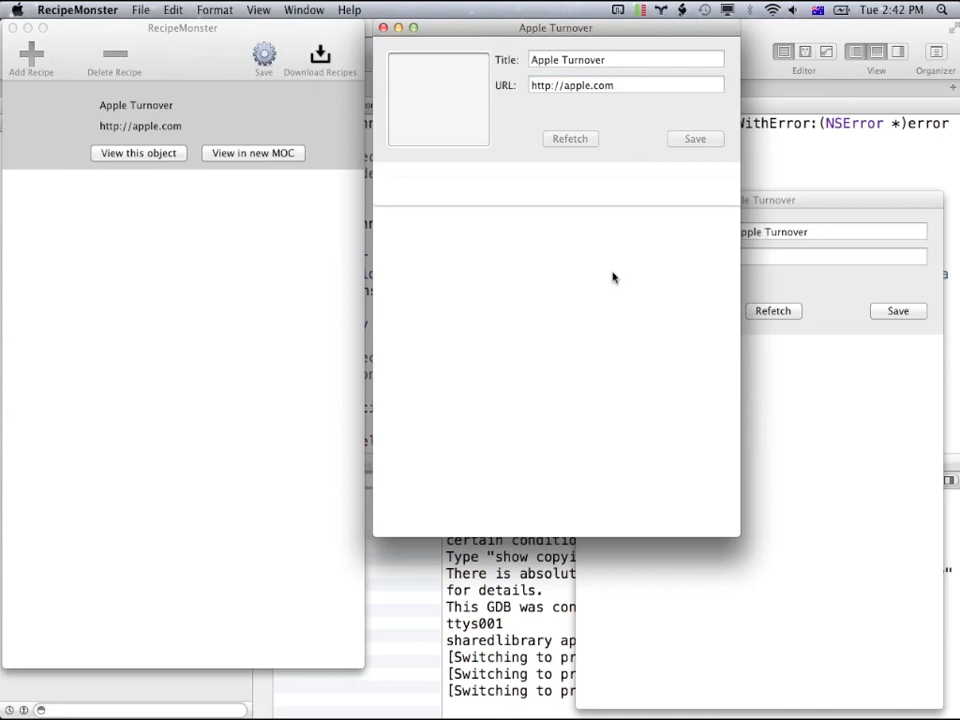 RecipeMonster File Edit Format View Window Help
Tue 2:42 PM
RecipeMonster
Add Recipe
Delete Recipe
Save
Download Recipes
Apple Turnover
http://apple.com
View this object
View in new MOC
Apple Turnover
Title: Apple Turnover
URL: http://apple.com
Refetch
Save
Editor
View
Organizer
WithError:(NSError *)error
le Turnover
pple Turnover
Refetch
Save
certain conditio
Type "show copyi
There is absolut
for details.
This GDB was con
ttys001
sharedlibrary ap
[Switching to pr
[Switching to pr
[Switching to pr